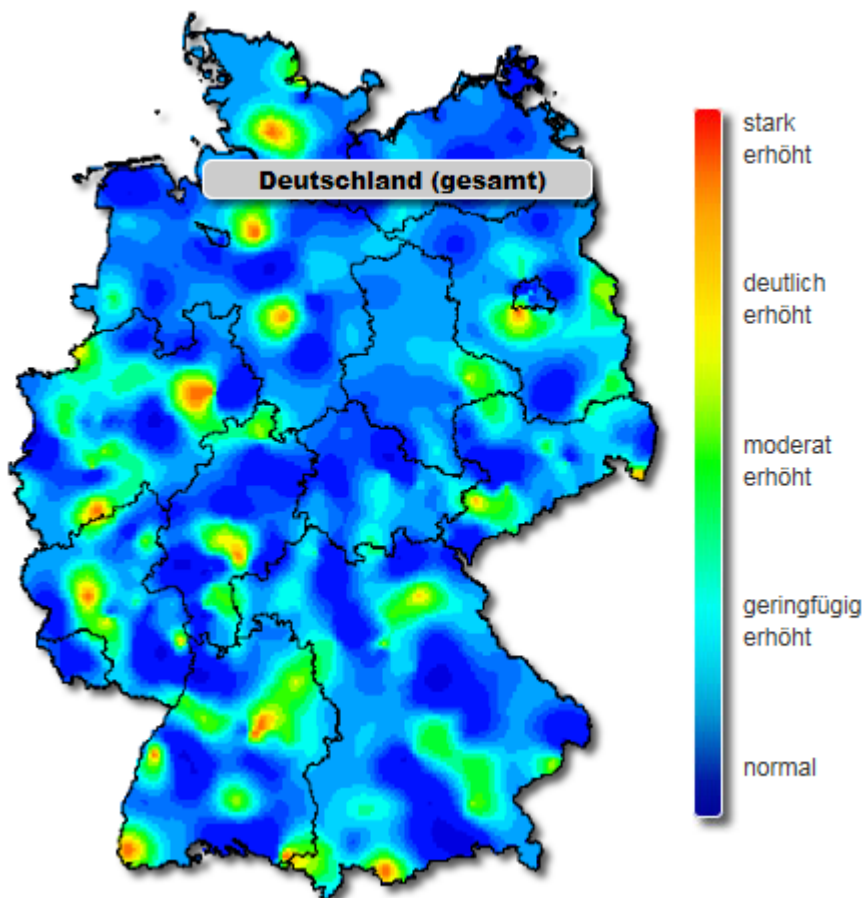 Deutschland (gesamt)
stark
erhöht
deutlich
erhöht
moderat
erhöht
geringfügig
erhöht
normal